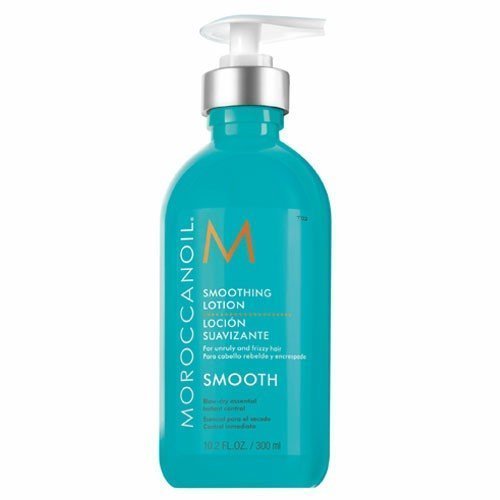 MOROCCANOIL®
M
SMOOTHING
LOTION
LOCIÓN
SUAVIZANTE
For unruly and frizzy hair
Para cabello rebelde y encrespado
SMOOTH
Blow-dry essential
Instant control
Esencial para el secado
Control inmediato
10.2 FL.OZ. / 300 ml